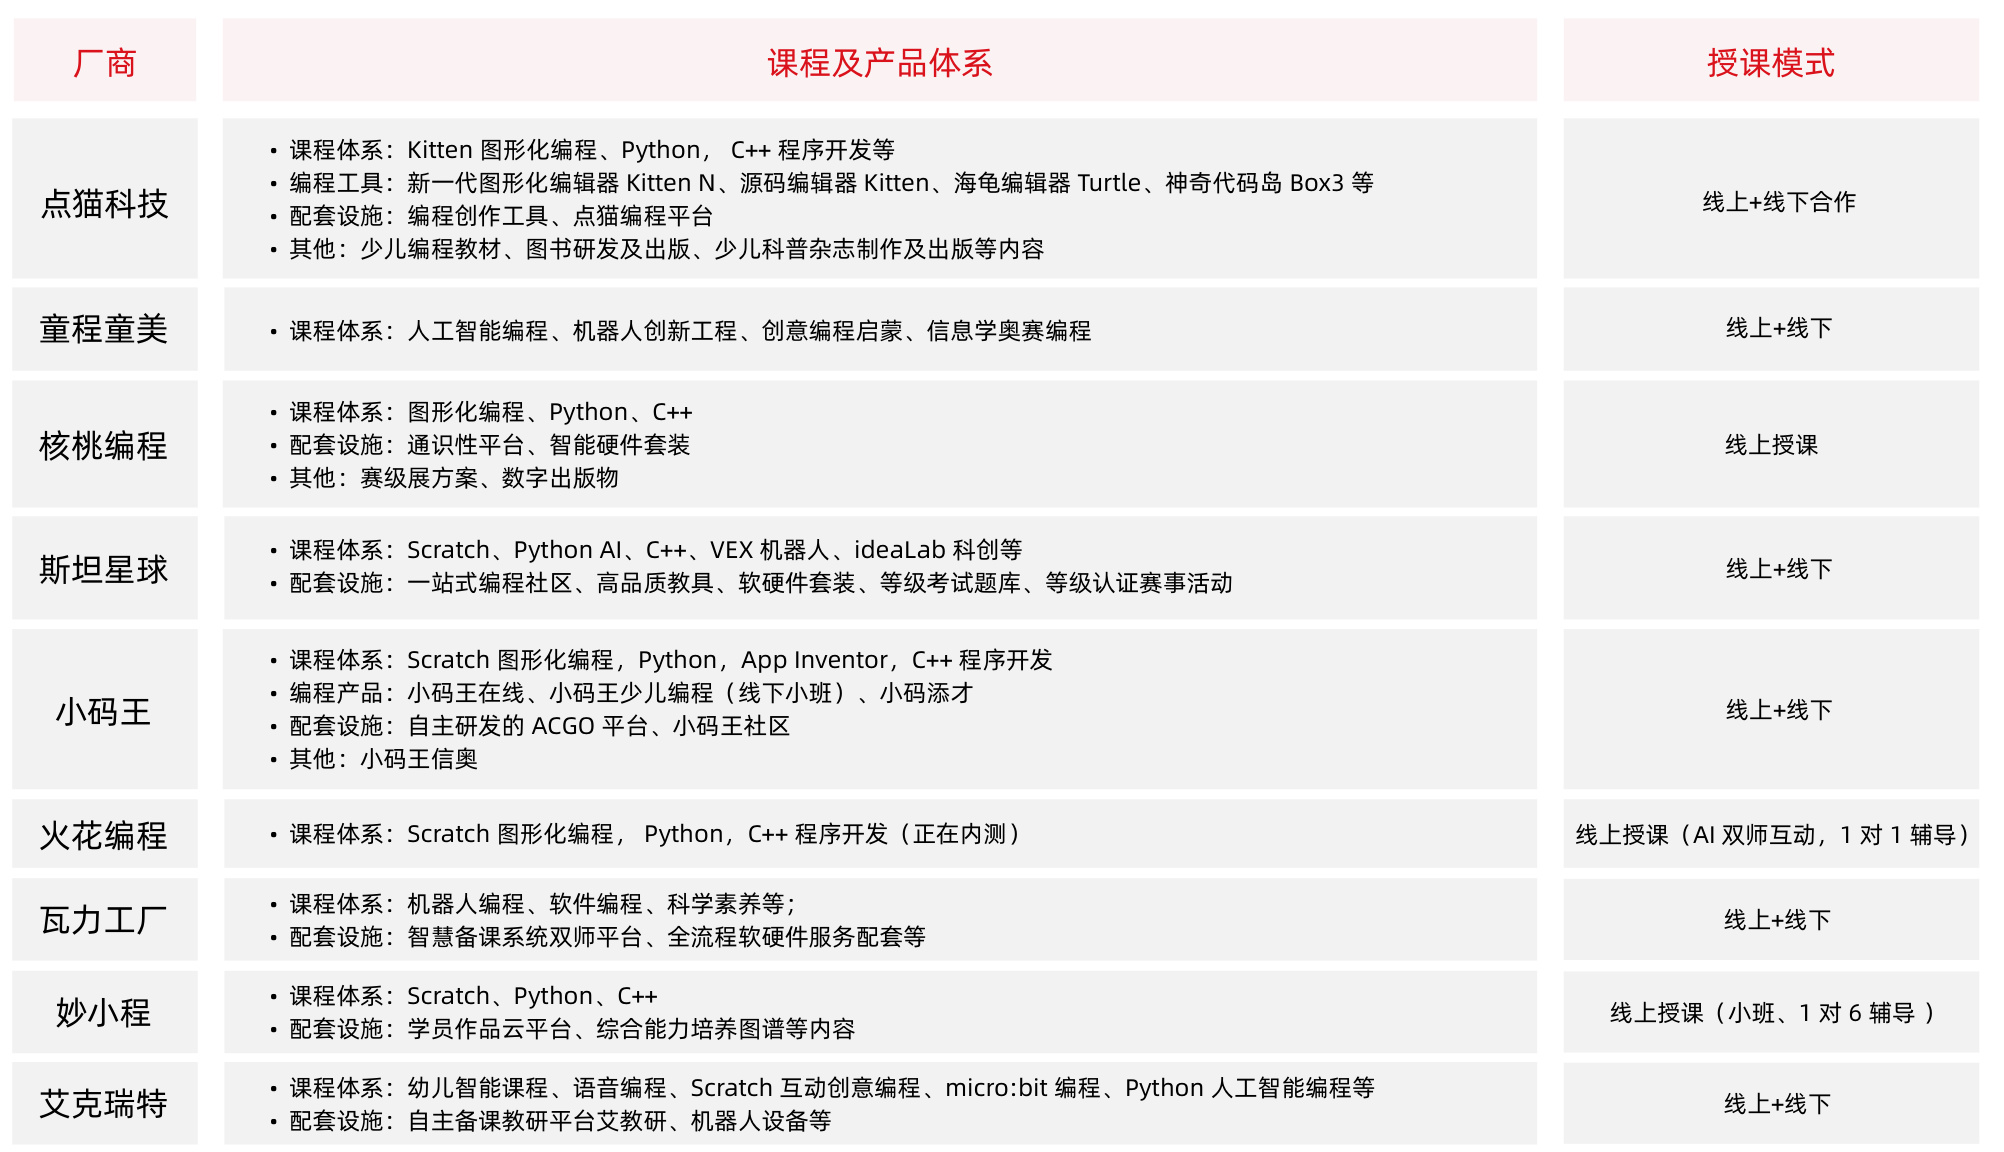 厂商
课程及产品体系
授课模式
点猫科技
• 课程体系：Kitten 图形化编程、Python， C++ 程序开发等
• 编程工具：新一代图形化编辑器 Kitten N、源码编辑器 Kitten、海龟编辑器 Turtle、神奇代码岛 Box3 等
• 配套设施：编程创作工具、点猫编程平台
• 其他：少儿编程教材、图书研发及出版、少儿科普杂志制作及出版等内容
线上+线下合作
童程童美
• 课程体系：人工智能编程、机器人创新工程、创意编程启蒙、信息学奥赛编程
线上+线下
核桃编程
• 课程体系：图形化编程、Python、C++
• 配套设施：通识性平台、智能硬件套装
• 其他：赛级展方案、数字出版物
线上授课
斯坦星球
• 课程体系：Scratch、Python AI、C++、VEX 机器人、ideaLab 科创等
• 配套设施：一站式编程社区、高品质教具、软硬件套装、等级考试题库、等级认证赛事活动
线上+线下
小码王
• 课程体系：Scratch 图形化编程，Python，App Inventor，C++ 程序开发
• 编程产品：小码王在线、小码王少儿编程（线下小班）、小码添才
• 配套设施：自主研发的 ACGO 平台、小码王社区
• 其他：小码王信奥
线上+线下
火花编程
• 课程体系：Scratch 图形化编程， Python，C++ 程序开发（正在内测）
线上授课（AI 双师互动，1 对 1 辅导）
瓦力工厂
• 课程体系：机器人编程、软件编程、科学素养等；
• 配套设施：智慧备课系统双师平台、全流程软硬件服务配套等
线上+线下
妙小程
• 课程体系：Scratch、Python、C++
• 配套设施：学员作品云平台、综合能力培养图谱等内容
线上授课（小班、1 对 6 辅导 ）
艾克瑞特
• 课程体系：幼儿智能课程、语音编程、Scratch 互动创意编程、micro:bit 编程、Python 人工智能编程等
• 配套设施：自主备课教研平台艾教研、机器人设备等
线上+线下